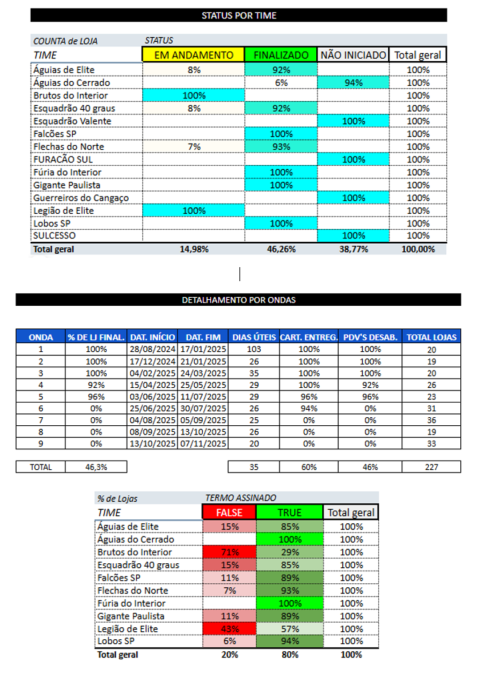 STATUS POR TIME
COUNTA de LOJA STATUS
TIME EM ANDAMENTO FINALIZADO NÃO INICIADO Total geral
Águias de Elite 8% 92% 100%
Águias do Cerrado 6% 94% 100%
Brutos do Interior 100% 100%
Esquadrão 40 graus 8% 92% 100%
Esquadrão Valente 100% 100%
Falcões SP 100% 100%
Flechas do Norte 7% 93% 100%
FURACÃO SUL 100% 100%
Fúria do Interior 100% 100%
Gigante Paulista 100% 100%
Guerreiros do Cangaço 100% 100%
Legião de Elite 100% 100%
Lobos SP 100% 100%
SULCESSO 100% 100%
Total geral 14,98% 46,26% 38,77% 100,00%
DETALHAMENTO POR ONDAS
ONDA % DE LJ FINAL. DAT. INÍCIO DAT. FIM DIAS ÚTEIS CART. ENTREG. PDV'S DESAB. TOTAL LOJAS
1 100% 28/08/2024 17/01/2025 103 100% 100% 20
2 100% 17/12/2024 21/01/2025 26 100% 100% 19
3 100% 04/02/2025 24/03/2025 35 100% 100% 20
4 92% 15/04/2025 25/05/2025 29 100% 92% 26
5 96% 03/06/2025 11/07/2025 29 96% 96% 23
6 0% 25/06/2025 30/07/2025 26 94% 0% 31
7 0% 04/08/2025 05/09/2025 25 0% 0% 36
8 0% 08/09/2025 13/10/2025 26 0% 0% 19
9 0% 13/10/2025 07/11/2025 20 0% 0% 33
TOTAL 46,3% 35 60% 46% 227
% de Lojas TERMO ASSINADO
TIME FALSE TRUE Total geral
Águias de Elite 15% 85% 100%
Águias do Cerrado 100% 100%
Brutos do Interior 71% 29% 100%
Esquadrão 40 graus 15% 85% 100%
Falcões SP 11% 89% 100%
Flechas do Norte 7% 93% 100%
Fúria do Interior 100% 100%
Gigante Paulista 11% 89% 100%
Legião de Elite 43% 57% 100%
Lobos SP 6% 94% 100%
Total geral 20% 80% 100%